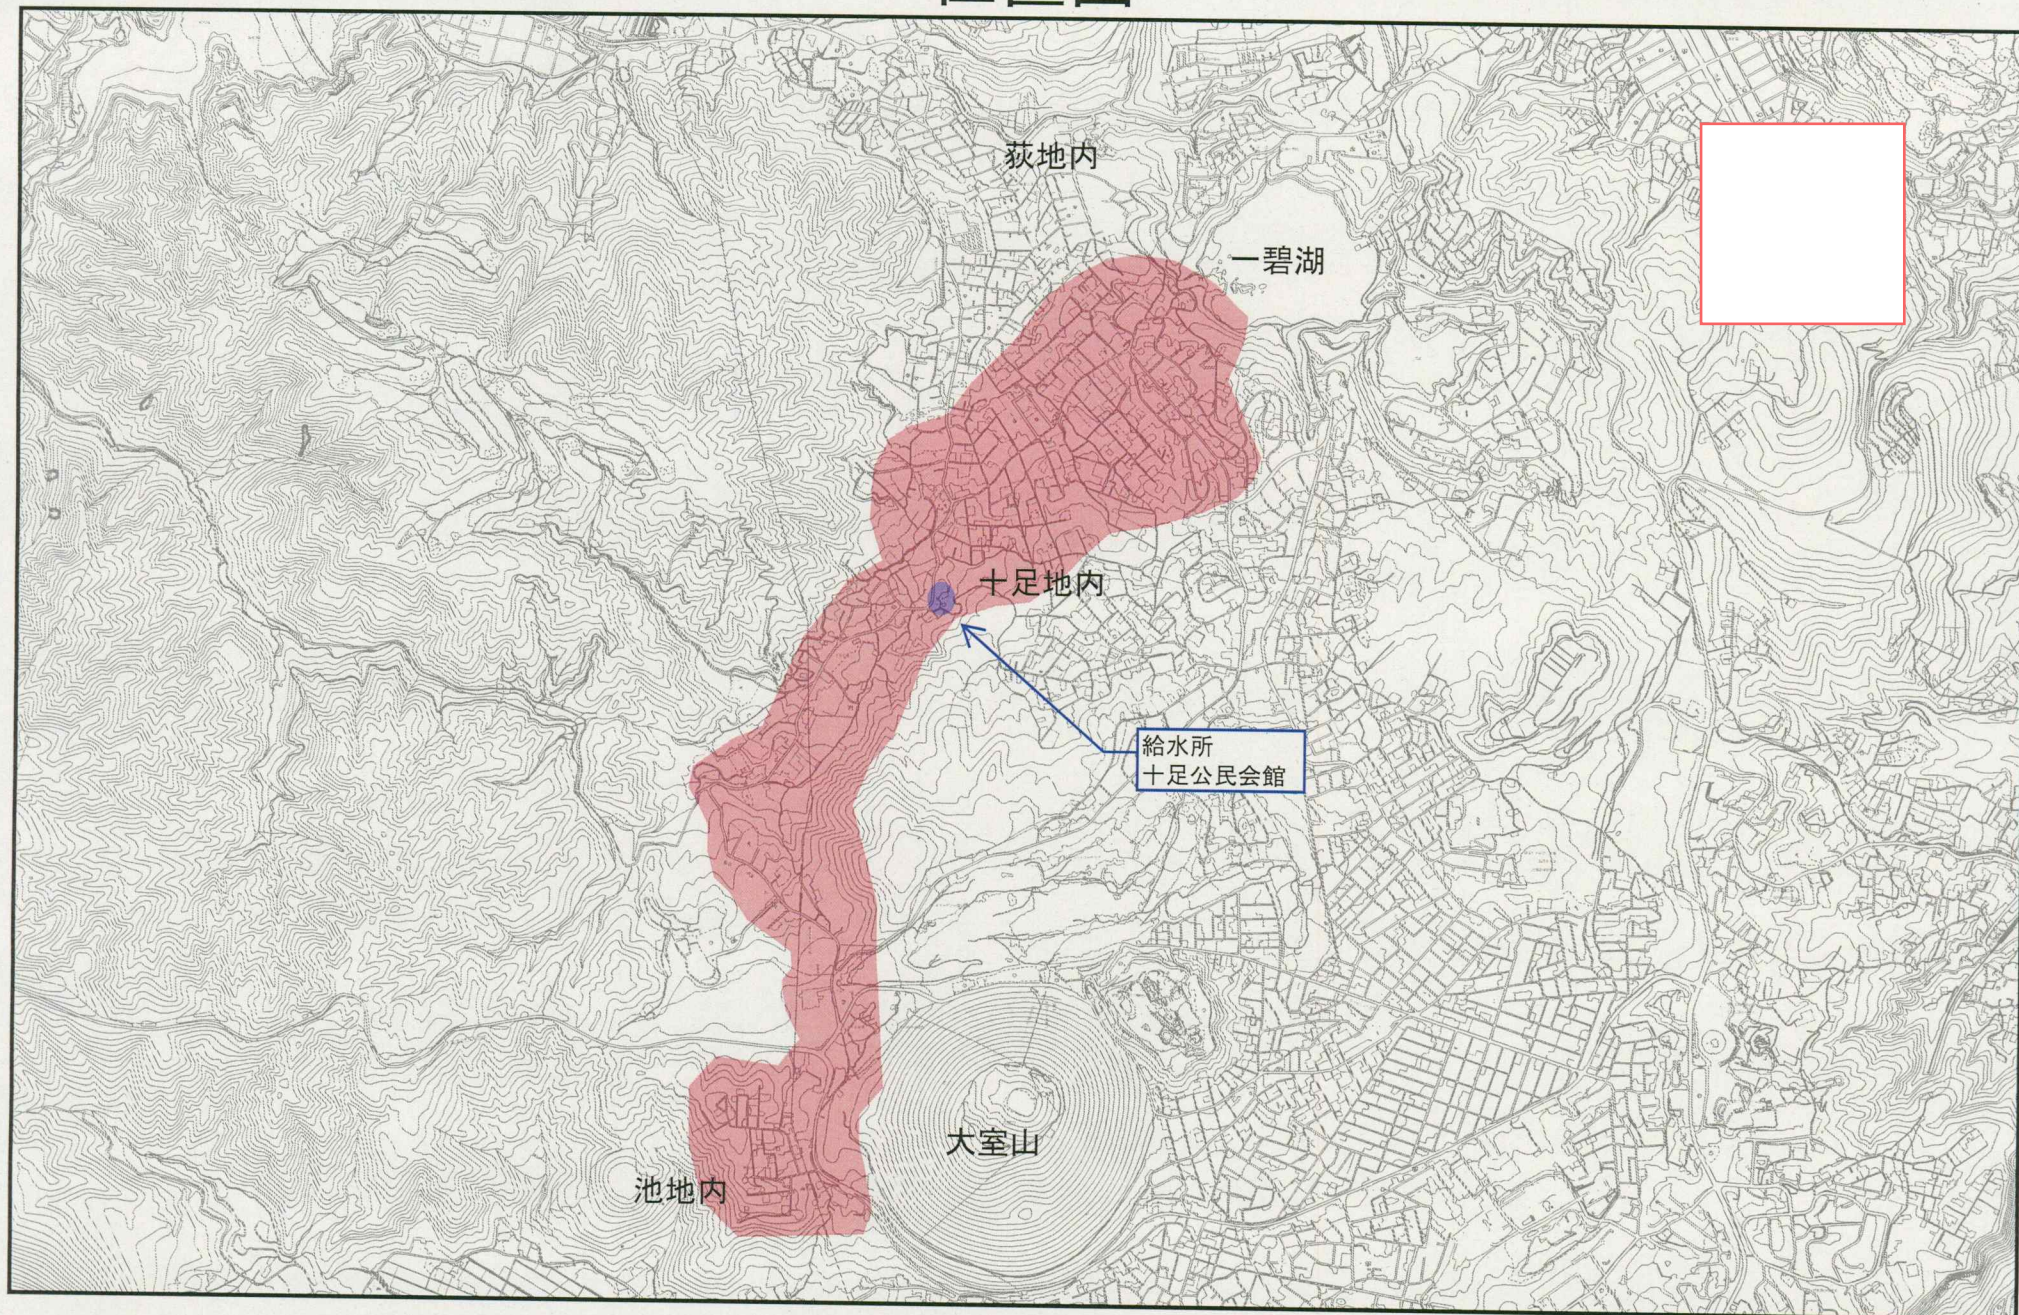 荻地内
一碧湖
十足地内
給水所
十足公民会館
大室山
池地内